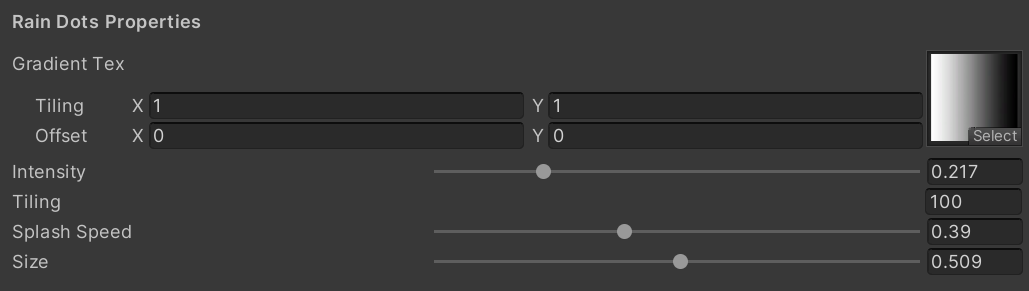 Rain Dots Properties
Gradient Tex
Tiling X 1 Y 1
Offset X 0 Y 0
Select
Intensity 0.217
Tiling 100
Splash Speed 0.39
Size 0.509